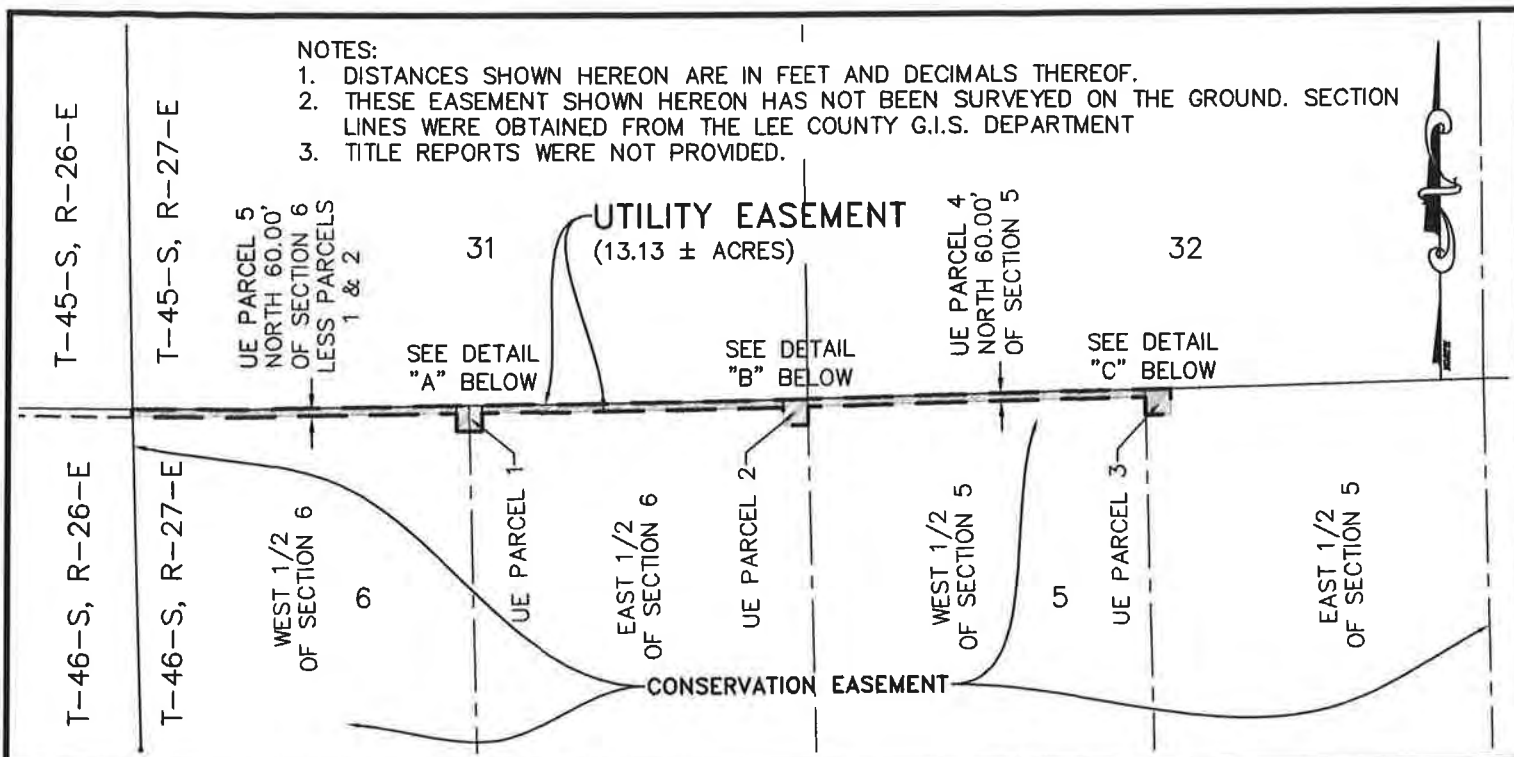 NOTES:
1. DISTANCES SHOWN HEREON ARE IN FEET AND DECIMALS THEREOF.
2. THESE EASEMENT SHOWN HEREON HAS NOT BEEN SURVEYED ON THE GROUND. SECTION
LINES WERE OBTAINED FROM THE LEE COUNTY G.I.S. DEPARTMENT
3. TITLE REPORTS WERE NOT PROVIDED.
T-45-S, R-26-E
T-45-S, R-27-E
UE PARCEL 5
NORTH 60.00'
OF SECTION 6
LESS PARCELS
1 & 2
31
UTILITY EASEMENT
(13.13 ± ACRES)
UE PARCEL 4
NORTH 60.00'
OF SECTION 5
32
SEE DETAIL
"A" BELOW
SEE DETAIL
"B" BELOW
SEE DETAIL
"C" BELOW
T-46-S, R-26-E
T-46-S, R-27-E
WEST 1/2
OF SECTION 6
6
UE PARCEL 1
EAST 1/2
OF SECTION 6
UE PARCEL 2
WEST 1/2
OF SECTION 5
5
UE PARCEL 3
EAST 1/2
OF SECTION 5
CONSERVATION EASEMENT